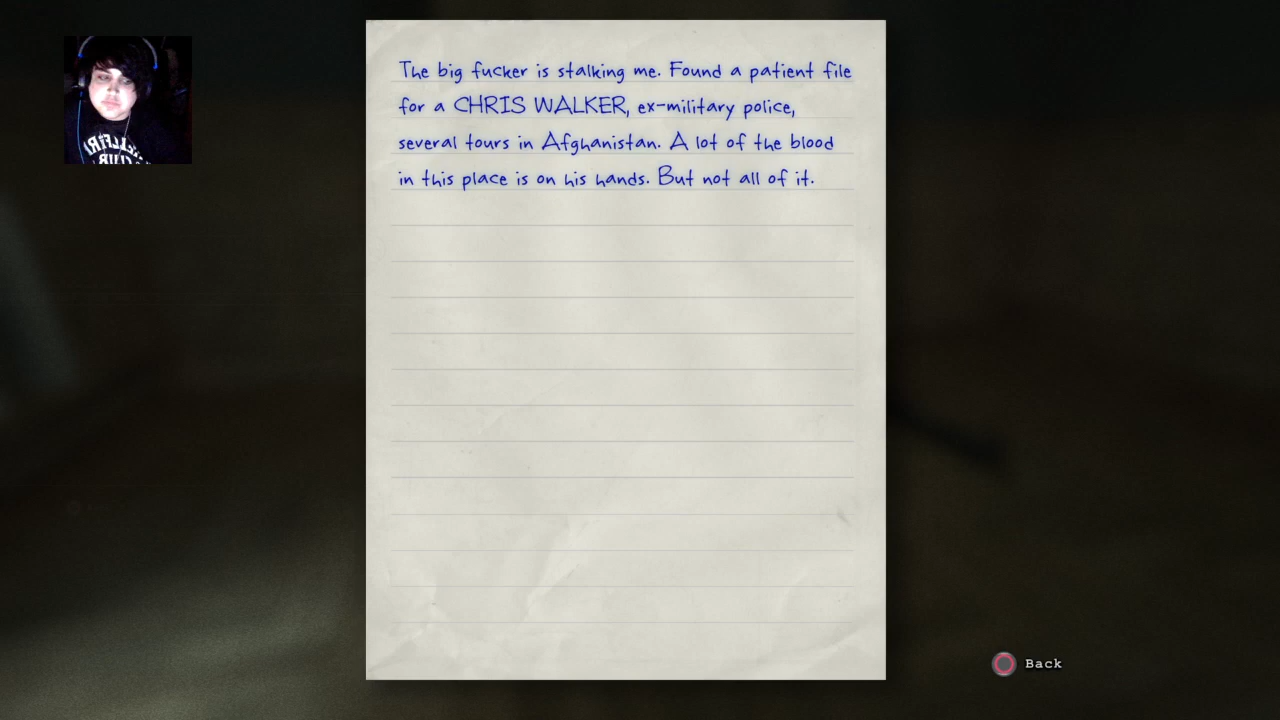 The big fucker is stalking me. Found a patient file
for a CHRIS WALKER, ex-military police,
several tours in Afghanistan. A lot of the blood
in this place is on his hands. But not all of it.
Back